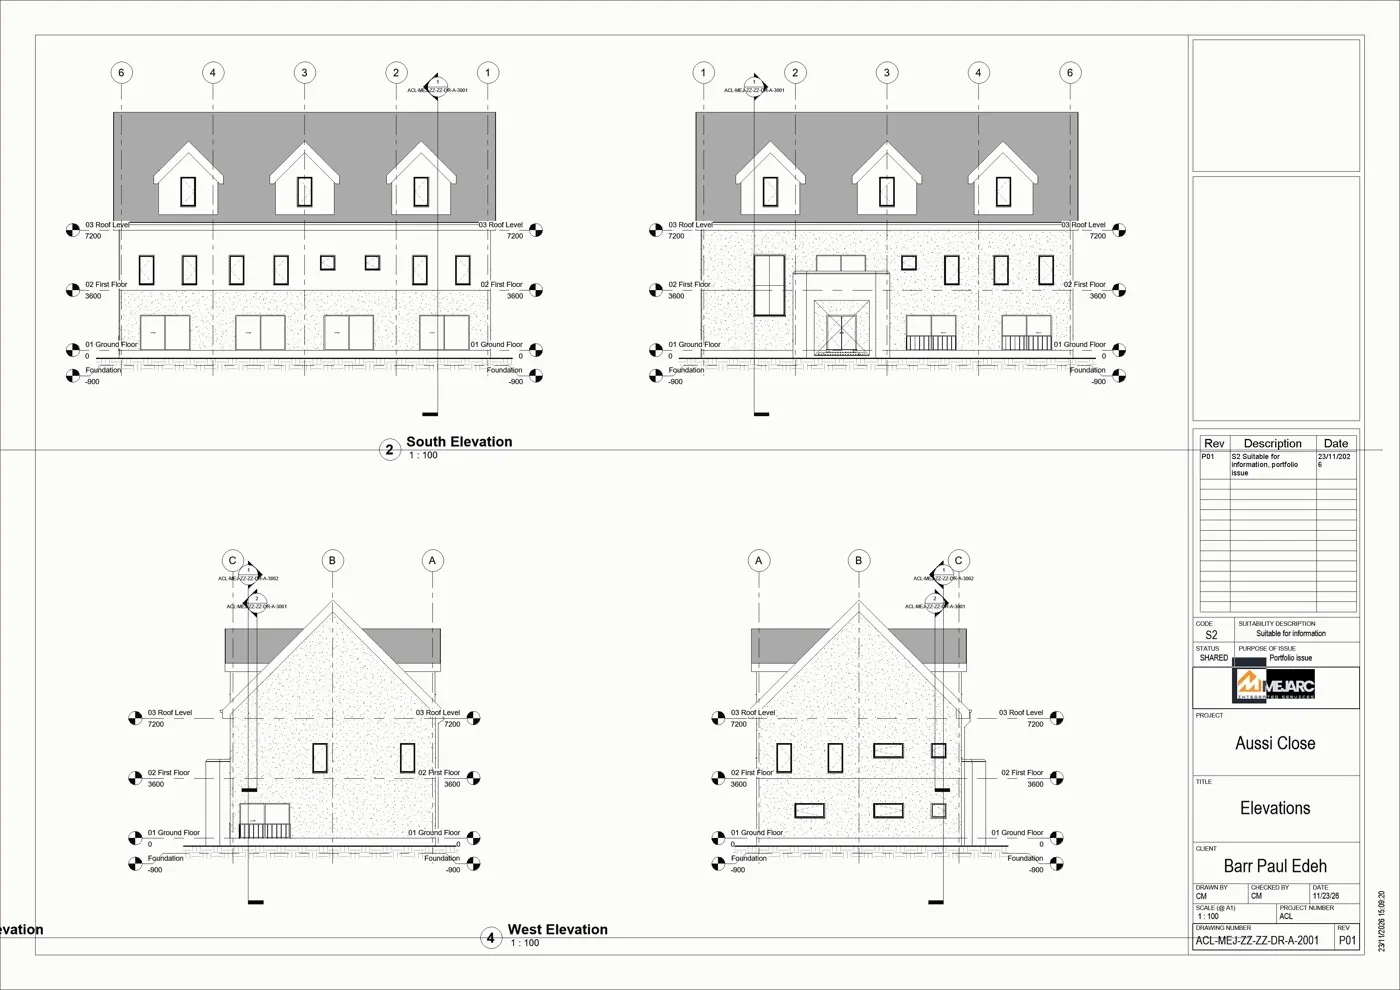 6 4 3 2 1
1
ACL-MEJ-ZZ-ZZ-DR-A-3001
03 Roof Level
7200
03 Roof Level
7200
02 First Floor
3600
02 First Floor
3600
01 Ground Floor
0
01 Ground Floor
0
Foundation
-900
Foundation
-900
1 2 3 4 6
1
ACL-MEJ-ZZ-ZZ-DR-A-3001
03 Roof Level
7200
03 Roof Level
7200
02 First Floor
3600
02 First Floor
3600
01 Ground Floor
0
01 Ground Floor
0
Foundation
-900
Foundation
-900
2 South Elevation
1 : 100
C B A
1
ACL-MEJ-ZZ-ZZ-DR-A-3002
2
ACL-MEJ-ZZ-ZZ-DR-A-3001
03 Roof Level
7200
03 Roof Level
7200
02 First Floor
3600
02 First Floor
3600
01 Ground Floor
0
01 Ground Floor
0
Foundation
-900
Foundation
-900
A B C
1
ACL-MEJ-ZZ-ZZ-DR-A-3002
2
ACL-MEJ-ZZ-ZZ-DR-A-3001
03 Roof Level
7200
03 Roof Level
7200
02 First Floor
3600
02 First Floor
3600
01 Ground Floor
0
01 Ground Floor
0
Foundation
-900
Foundation
-900
evation
4 West Elevation
1 : 100
Rev Description Date
P01 S2 Suitable for 23/11/202
information, portfolio 6
issue
CODE SUITABILITY DESCRIPTION
S2 Suitable for information
STATUS PURPOSE OF ISSUE
SHARED Portfolio issue
MEJARC
INTEGRATED SERVICES
PROJECT
Aussi Close
TITLE
Elevations
CLIENT
Barr Paul Edeh
DRAWN BY CHECKED BY DATE
CM CM 11/23/26
SCALE (@ A1) PROJECT NUMBER
1 : 100 ACL
DRAWING NUMBER REV
ACL-MEJ-ZZ-ZZ-DR-A-2001 P01
23/11/2026 15:09:20